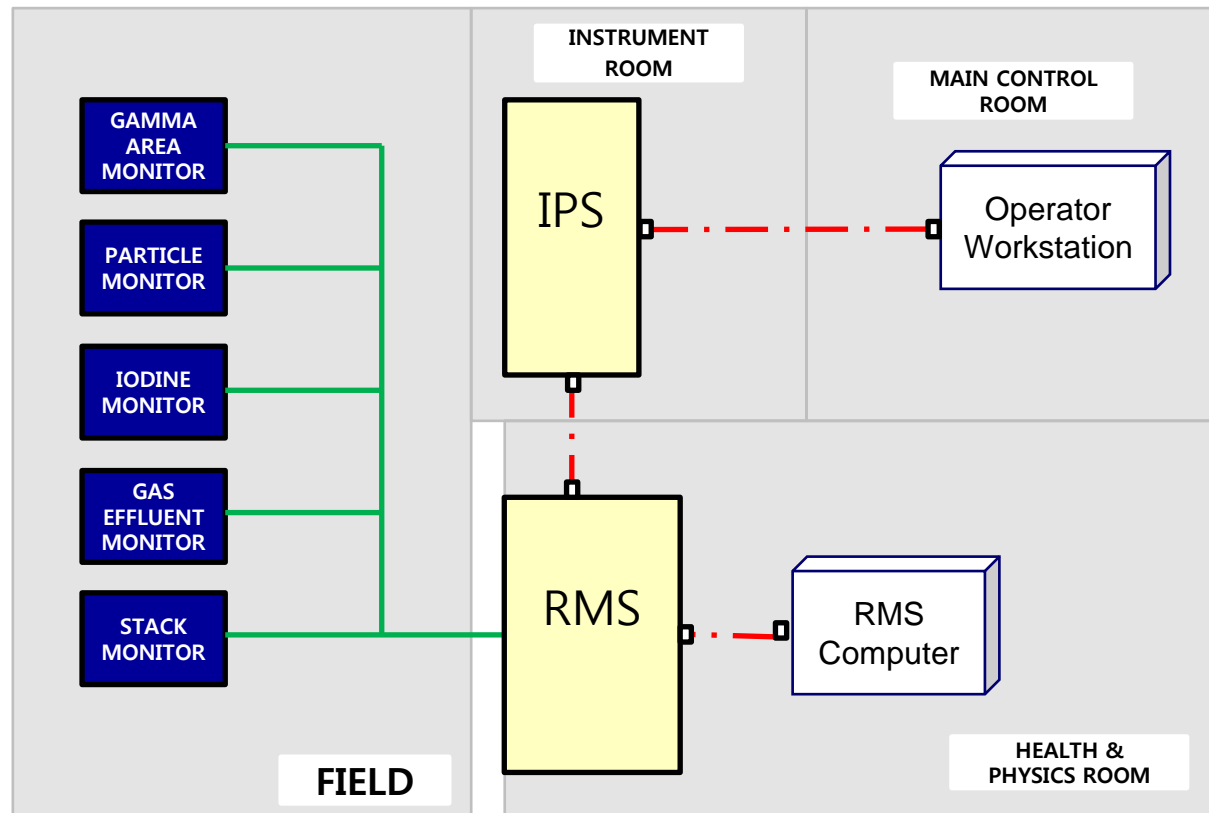 INSTRUMENT
ROOM
MAIN CONTROL
ROOM
GAMMA
AREA
MONITOR
PARTICLE
MONITOR
IODINE
MONITOR
GAS
EFFLUENT
MONITOR
STACK
MONITOR
FIELD
IPS
Operator
Workstation
RMS
RMS
Computer
HEALTH &
PHYSICS ROOM